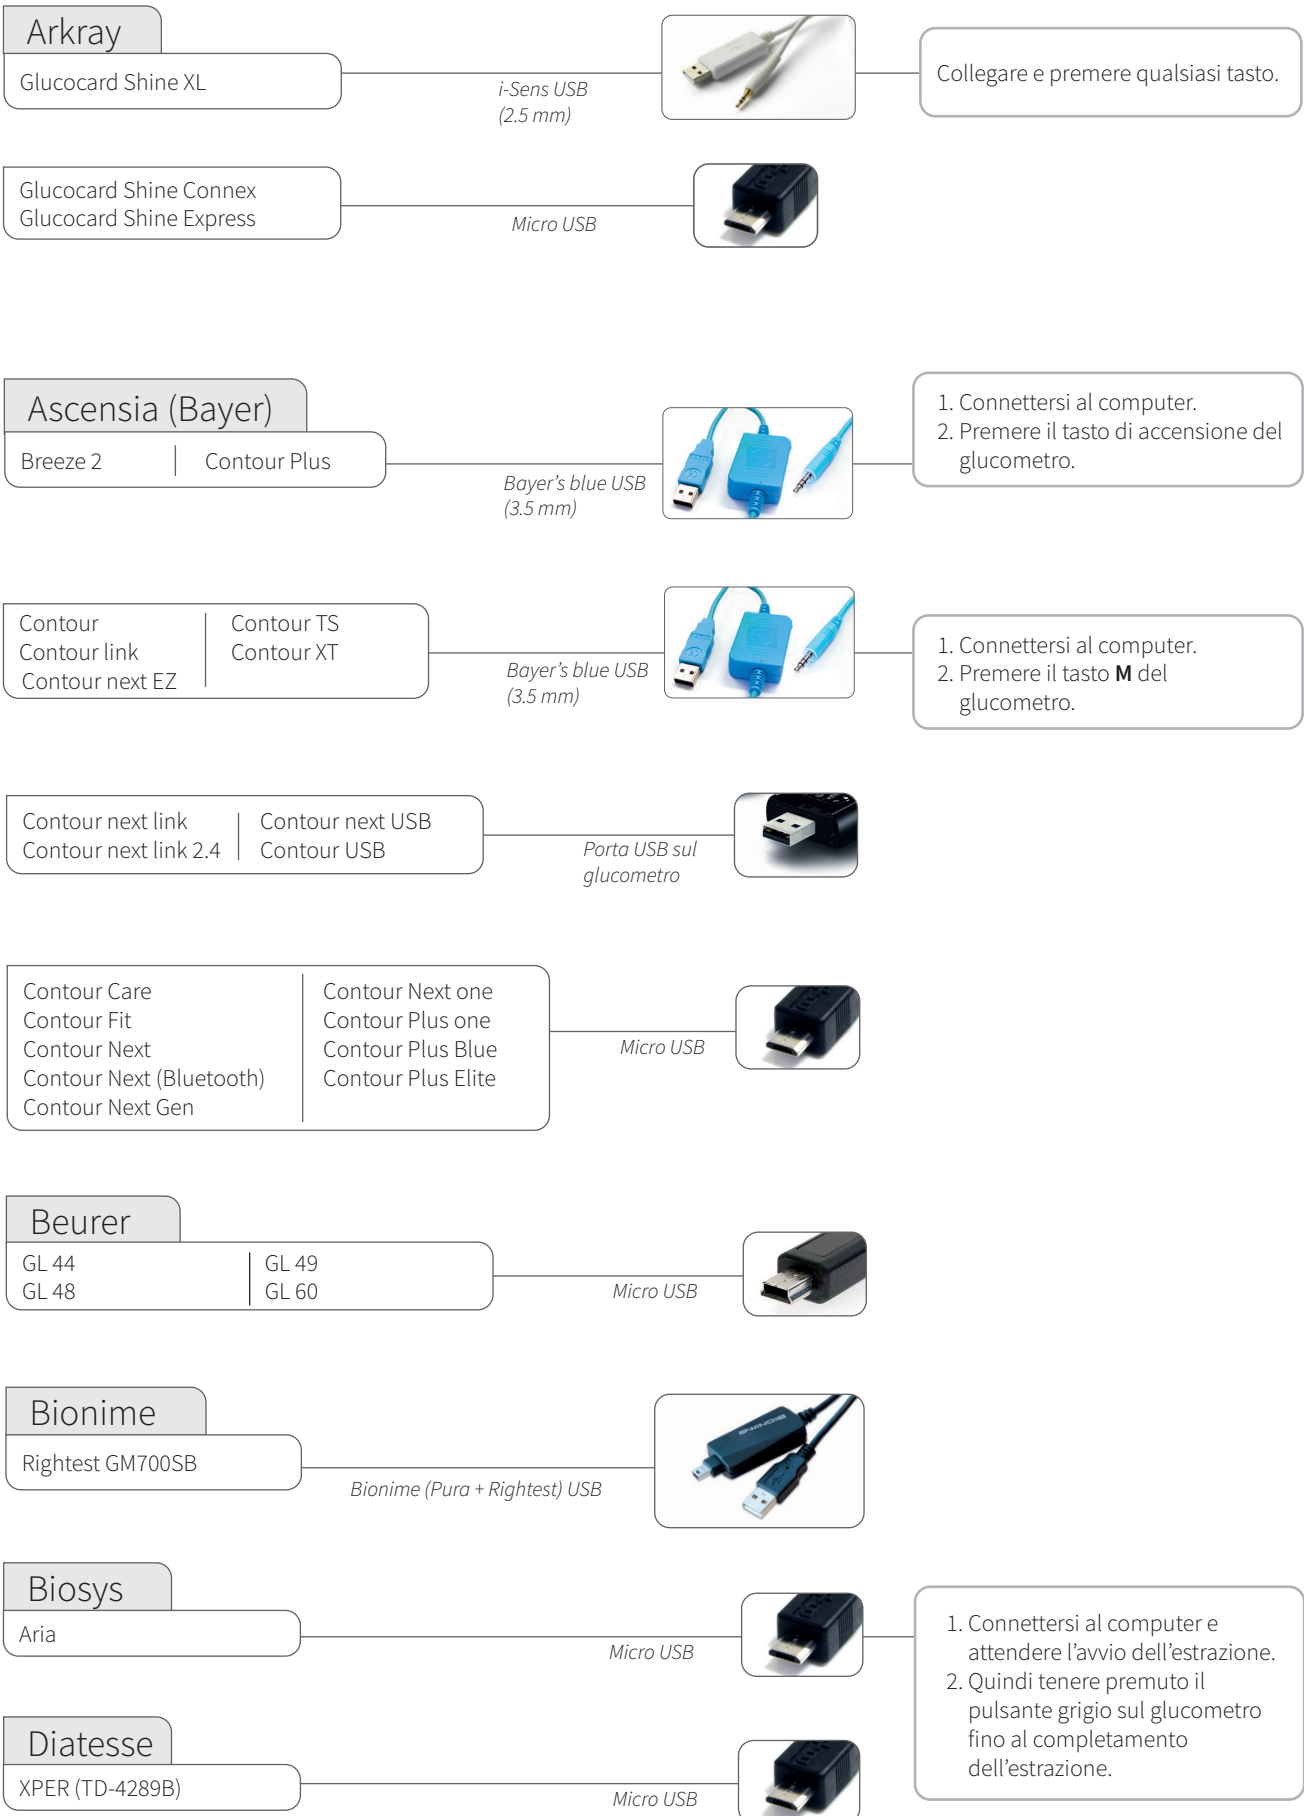 Arkray
Glucocard Shine XL
i-Sens USB
(2.5 mm)
Collegare e premere qualsiasi tasto.
Glucocard Shine Connex
Glucocard Shine Express
Micro USB
Ascensia (Bayer)
Breeze 2
Contour Plus
Bayer's blue USB
(3.5 mm)
1. Connettersi al computer.
2. Premere il tasto di accensione del
glucometro.
Contour
Contour link
Contour next EZ
Contour TS
Contour XT
Bayer's blue USB
(3.5 mm)
1. Connettersi al computer.
2. Premere il tasto M del
glucometro.
Contour next link
Contour next link 2.4
Contour next USB
Contour USB
Porta USB sul
glucometro
Contour Care
Contour Fit
Contour Next
Contour Next (Bluetooth)
Contour Next Gen
Contour Next one
Contour Plus one
Contour Plus Blue
Contour Plus Elite
Micro USB
Beurer
GL 44
GL 48
GL 49
GL 60
Micro USB
Bionime
Rightest GM700SB
Bionime (Pura + Rightest) USB
BIONIME
Biosys
Aria
Micro USB
1. Connettersi al computer e
attendere l'avvio dell'estrazione.
2. Quindi tenere premuto il
pulsante grigio sul glucometro
fino al completamento
dell'estrazione.
Diatesse
XPER (TD-4289B)
Micro USB